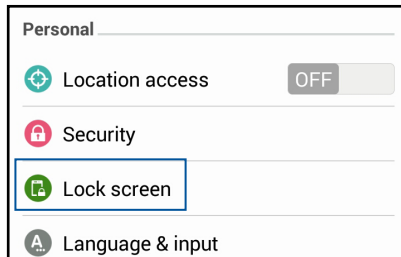 Personal
Location access OFF
Security
Lock screen
A
Language & input